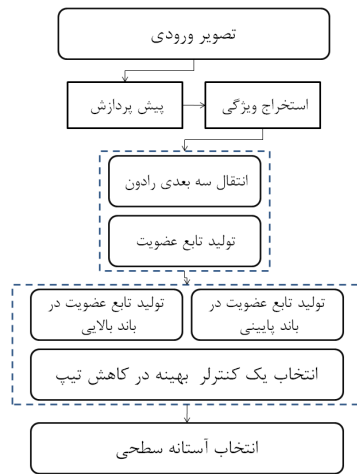 تصویر ورودی
استخراج ویژگی
پیش پردازش
انتقال سه بعدی رادون
تولید تابع عضویت
تولید تابع عضویت در
باند پایینی
تولید تابع عضویت در
باند بالایی
انتخاب یک کنترلر بهینه در کاهش تیپ
انتخاب آستانه سطحی